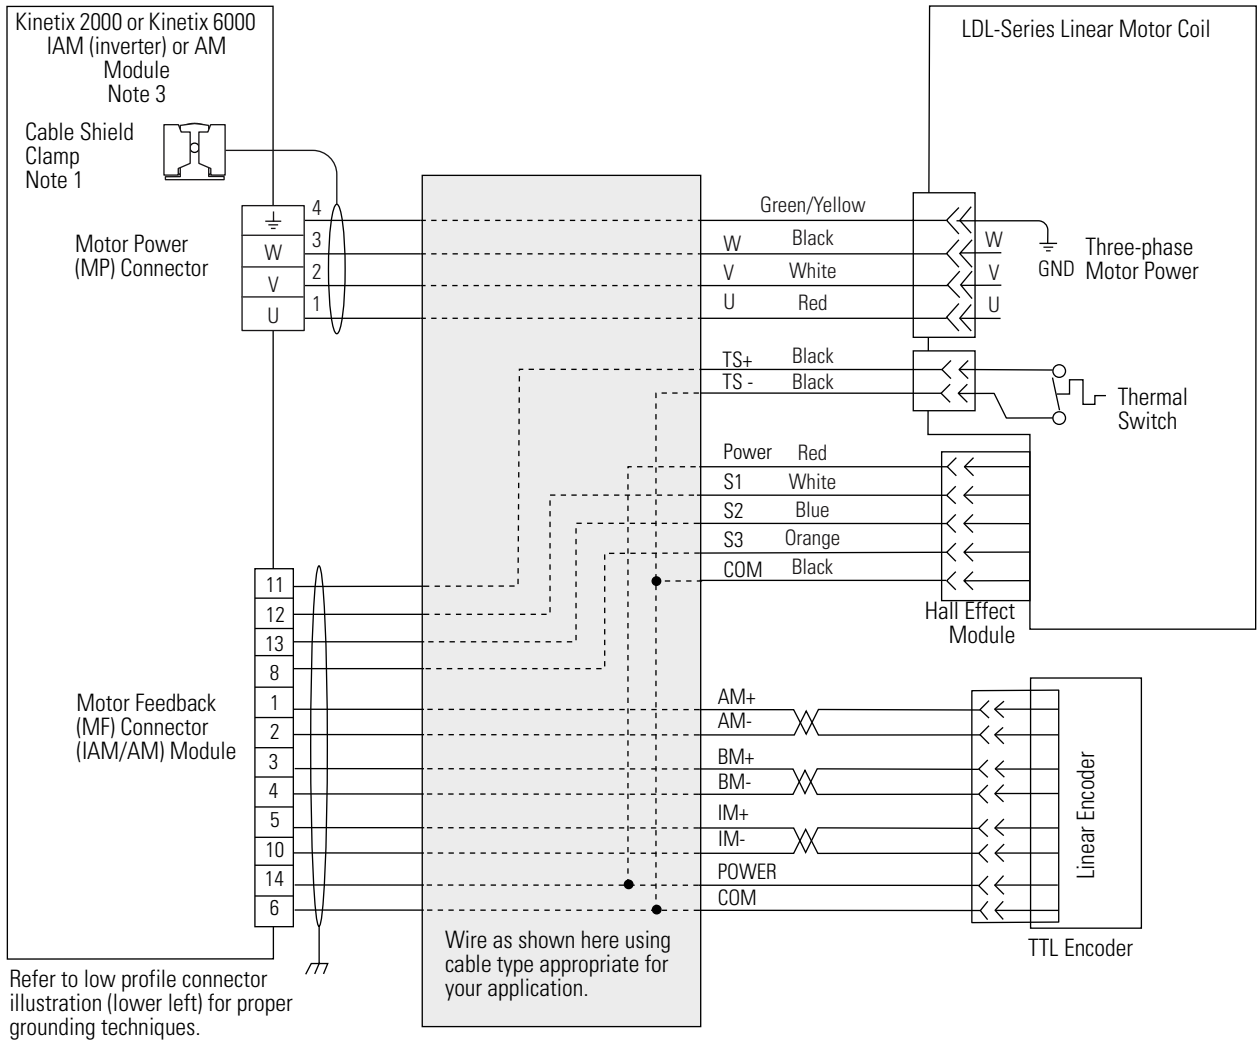 Kinetix 2000 or Kinetix 6000
IAM (inverter) or AM
Module
Note 3
LDL-Series Linear Motor Coil
Cable Shield
Clamp
Note 1
Motor Power
(MP) Connector
4
W 3
V 2
U 1
Green/Yellow
W Black
V White
U Red
W
V
U
GND
Three-phase
Motor Power
TS+ Black
TS - Black
Thermal
Switch
Power Red
S1 White
S2 Blue
S3 Orange
COM Black
Hall Effect
Module
Motor Feedback
(MF) Connector
(IAM/AM) Module
11
12
13
8
1
2
3
4
5
10
14
6
AM+
AM-
BM+
BM-
IM+
IM-
POWER
COM
Linear Encoder
TTL Encoder
Wire as shown here using
cable type appropriate for
your application.
Refer to low profile connector
illustration (lower left) for proper
grounding techniques.